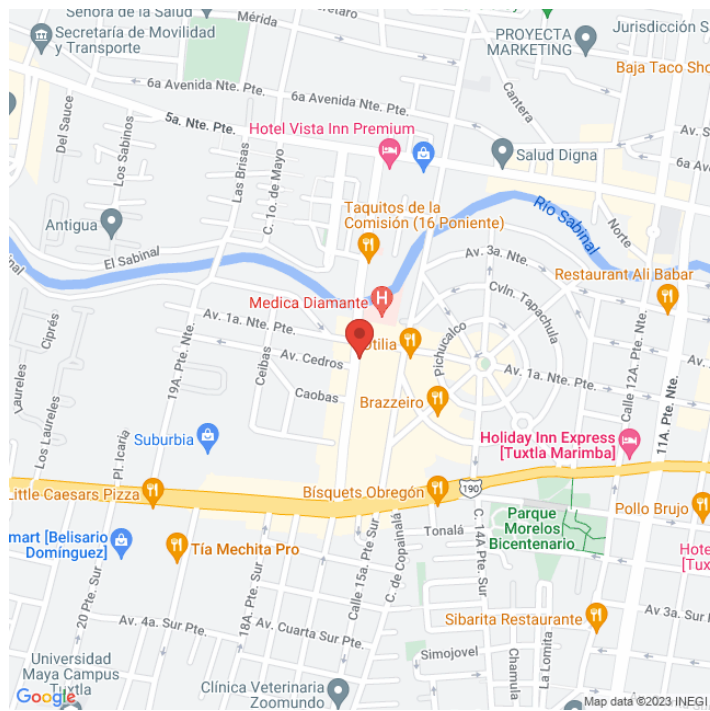 Señora de la Salud
Mérida
Querétaro
Jurisdicción S
Secretaría de Movilidad
y Transporte
PROYECTA
MARKETING
Baja Taco Sho
6a Avenida Nte. Pte.
6a Avenida Nte. Pte.
Cantera
5a. Nte. Pte.
Hotel Vista Inn Premium
Av. S
Salud Digna
6a A
Del Sauce
Los Sabinos
Las Brisas
C. 1o. de Mayo
Antigua
Taquitos de la
Comisión (16 Poniente)
Río Sabinal
Norte
El Sabinal
binal
Av. 3a. Nte. Pte.
Restaurant Ali Babar
Medica Diamante
H
Cvln. Tapachula
Av. 1a. Nte. Pte.
Utilia
Pichucalco
Ciprés
19A. Pte. Nte.
Ceibas
Av. Cedros
Av. 1a. Nte. Pte.
Calle 12A. Pte. Nte.
Laureles
Caobas
Brazzeiro
11A. Pte. Nte.
Los Laureles
Pl. Icaria
Suburbia
Holiday Inn Express
[Tuxtla Marimba]
Little Caesars Pizza
Bísquets Obregón
190
Pollo Brujo
Parque
Morelos
Bicentenario
mart [Belisario
Domínguez]
Tía Mechita Pro
Calle 15a. Pte Sur
C. de Copainalá
Tonalá
C. 14A Pte. Sur
Hote
[Tux
20 Pte. Sur
Av. 4a. Sur Pte.
18A. Pte. Sur
Av. Cuarta Sur Pte.
Sibarita Restaurante
Av 3a. Sur
Simojovel
Chamula
La Lomita
Universidad
Maya Campus
Tuxtla
Clínica Veterinaria
Zoomundo
Google
Map data ©2023 INEGI